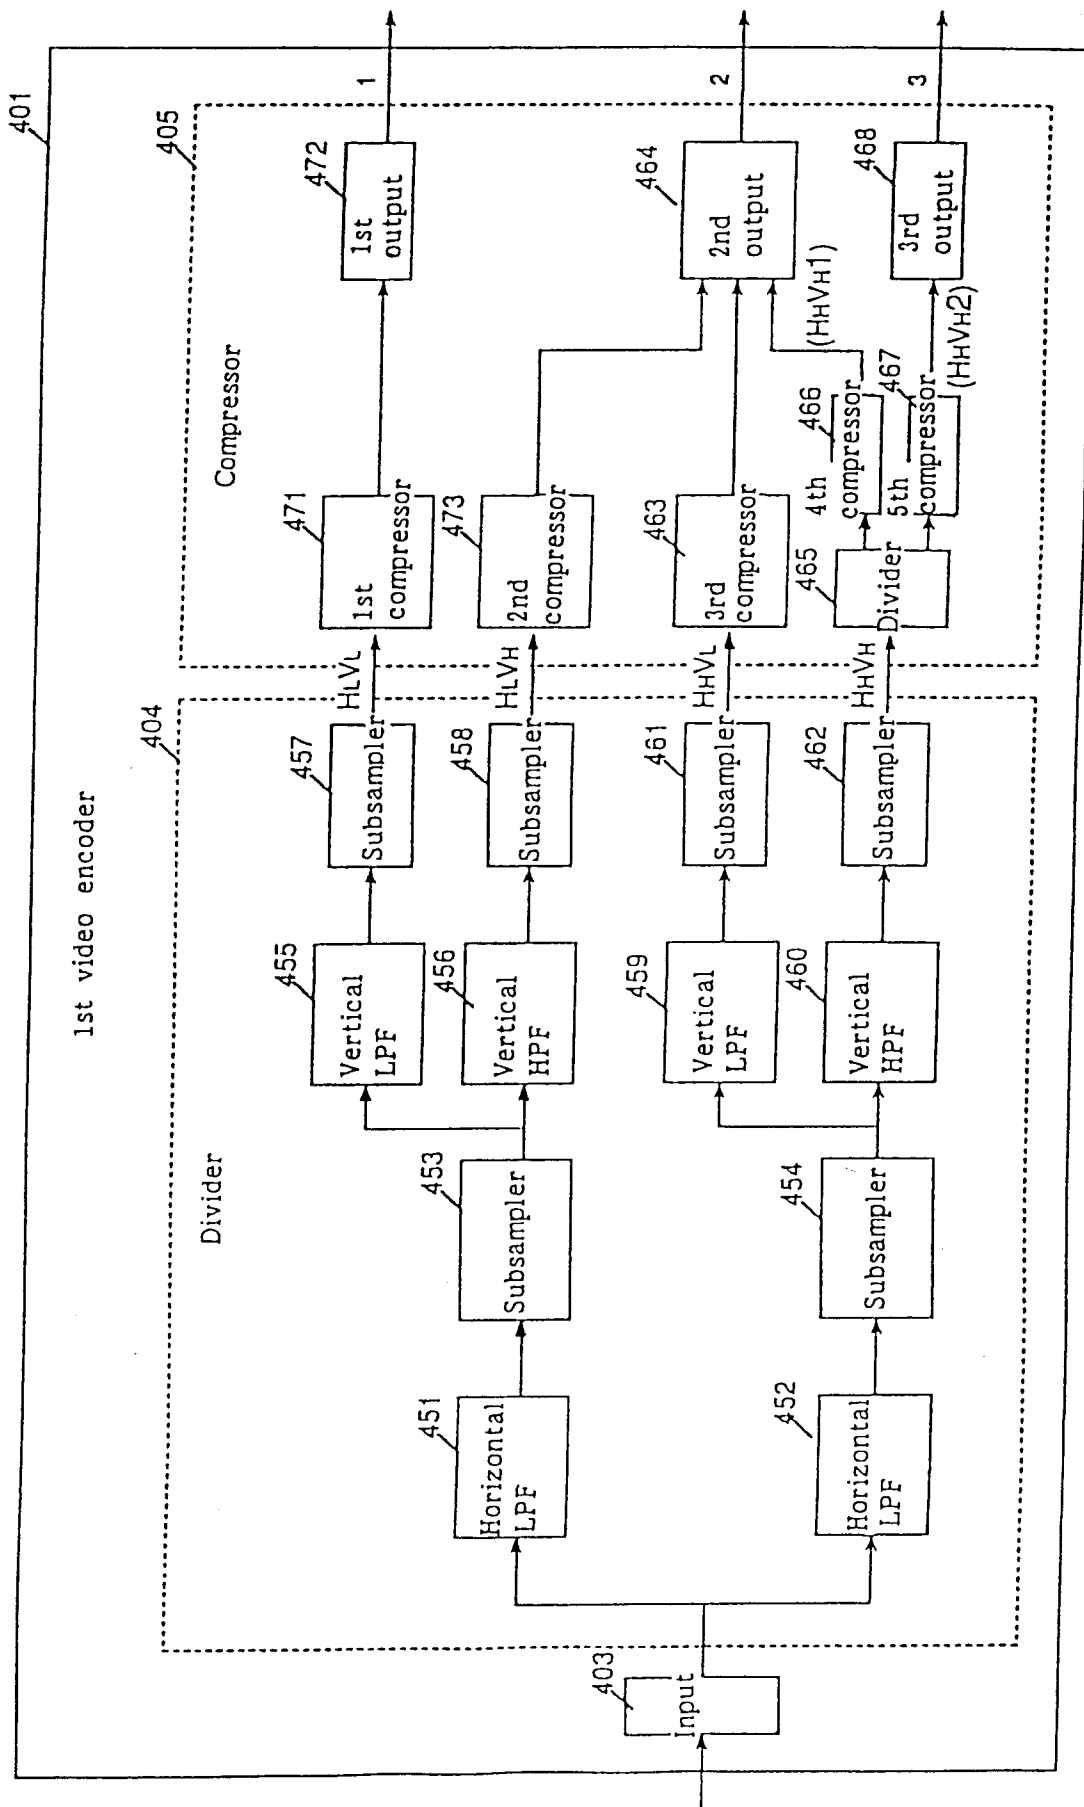 401
1st video encoder
404
Divider
405
Compressor
403
Input
451
Horizontal
LPF
453
Subsampler
455
Vertical
LPF
457
Subsampler
HLVL
471
1st
compressor
472
1st
output
1
456
Vertical
HPF
458
Subsampler
HLVH
473
2nd
compressor
452
Horizontal
LPF
454
Subsampler
459
Vertical
LPF
461
Subsampler
HHVL
463
3rd
compressor
464
2nd
output
2
460
Vertical
HPF
462
Subsampler
HHVH
465
Divider
466
4th
compressor
(HHVH1)
467
5th
compressor
(HHVH2)
468
3rd
output
3